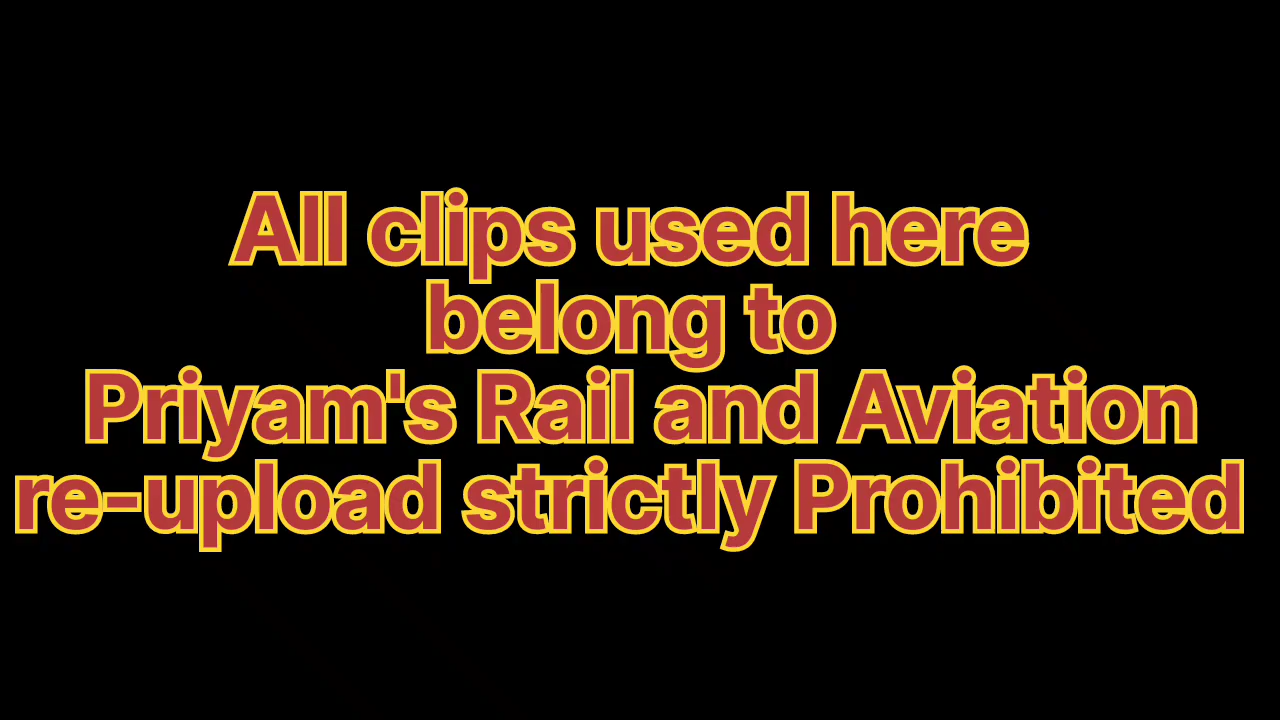 All clips used here
belong to
Priyam's Rail and Aviation
re-upload strictly Prohibited